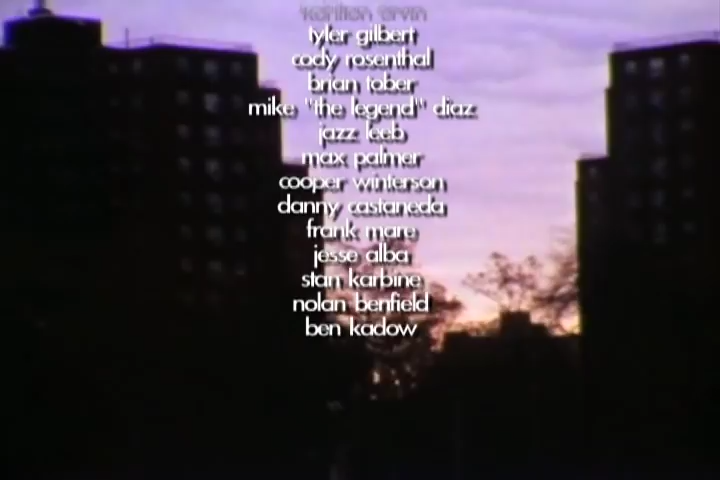 tyler gilbert
cody rosenthal
brian tober
mike "the legend" diaz
jazz leeb
max palmer
cooper winterson
danny castaneda
frank mare
jesse alba
stan karbine
nolan benfield
ben kadow